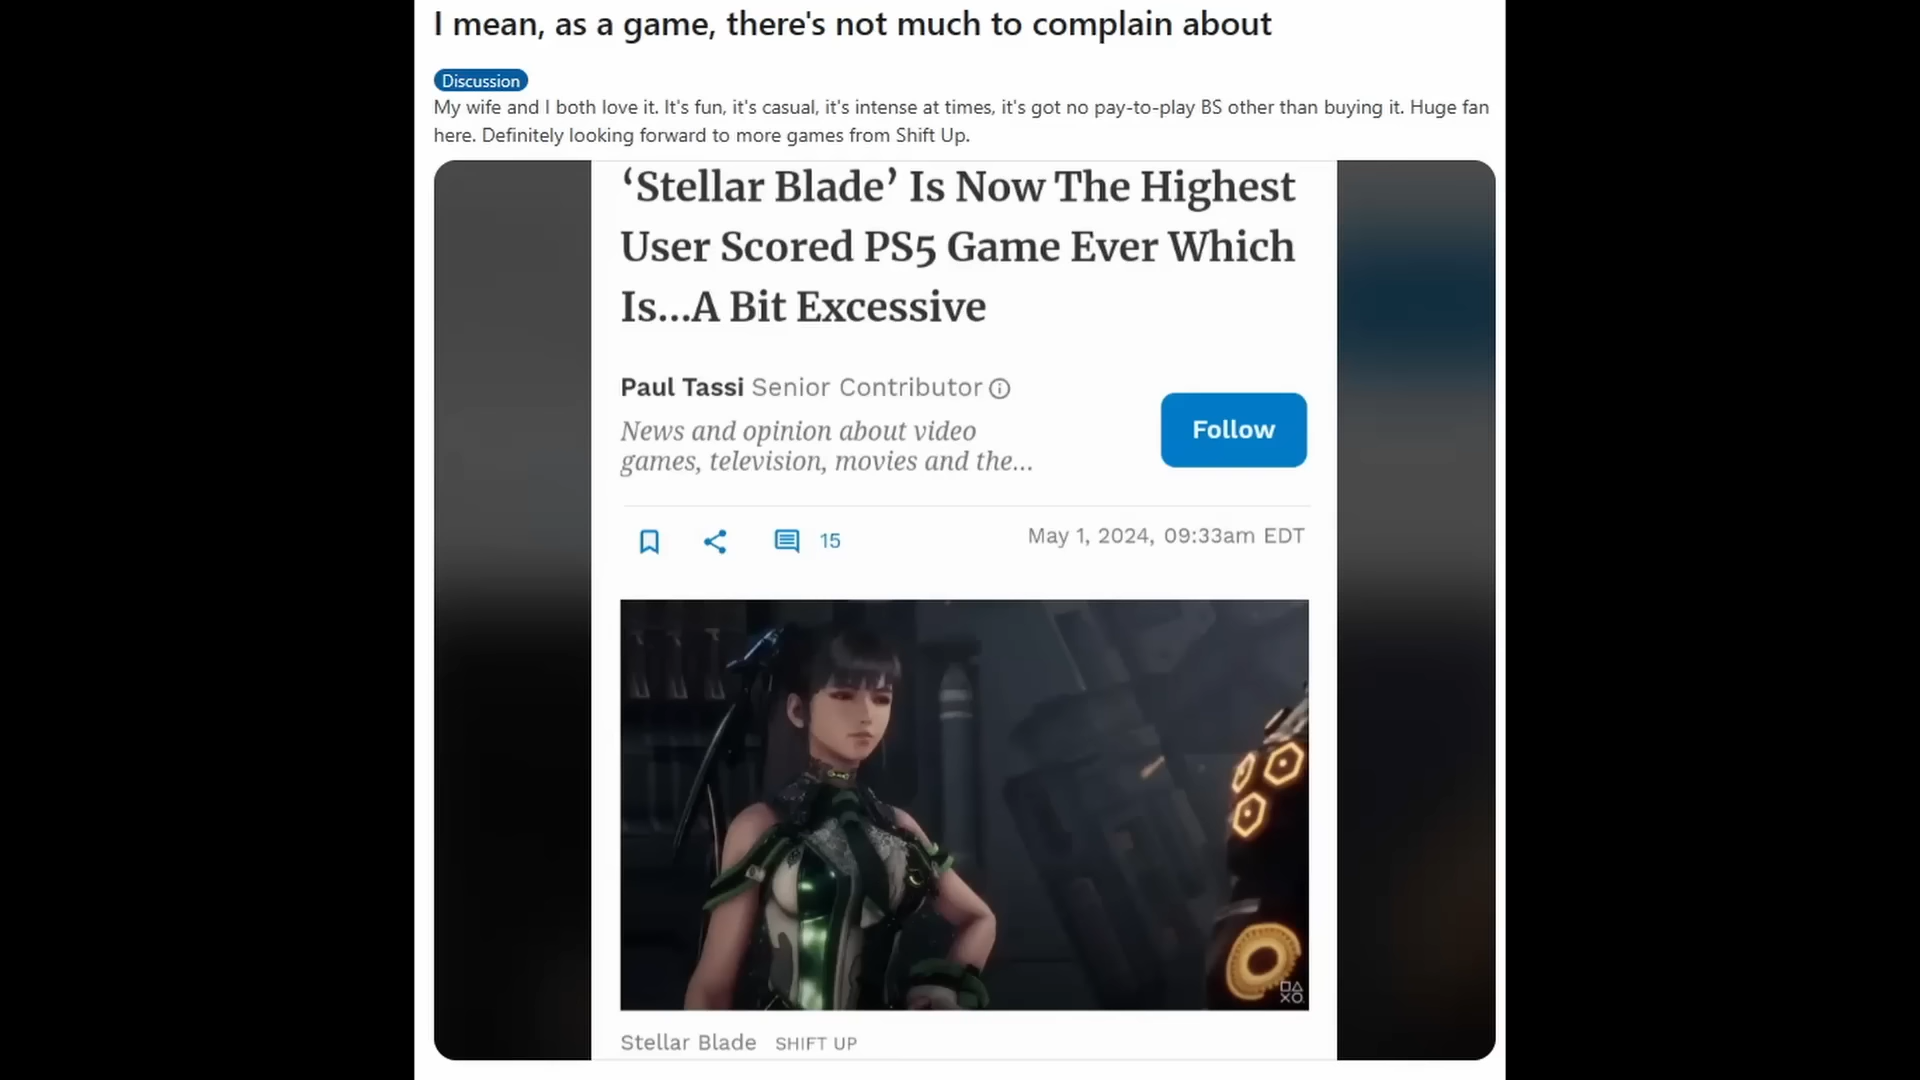 I mean, as a game, there's not much to complain about
Discussion
My wife and I both love it. It's fun, it's casual, it's intense at times, it's got no pay-to-play BS other than buying it. Huge fan
here. Definitely looking forward to more games from Shift Up.
‘Stellar Blade’ Is Now The Highest
User Scored PS5 Game Ever Which
Is...A Bit Excessive
Paul Tassi Senior Contributor
News and opinion about video
games, television, movies and the...
Follow
15
May 1, 2024, 09:33am EDT
Stellar Blade SHIFT UP